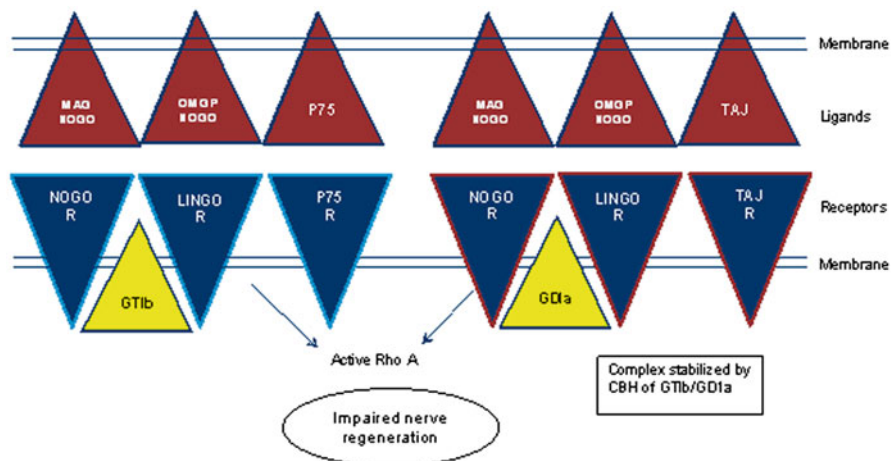 Membrane
MAG
NOGO
OMGP
NOGO
P75
MAG
NOGO
OMGP
NOGO
TAJ
Ligands
NOGO
R
LINGO
R
P75
R
NOGO
R
LINGO
R
TAJ
R
Receptors
Membrane
GTIb
GDIa
Active Rho A
Complex stabilized by
CBH of GTIb/GD1a
Impaired nerve
regeneration